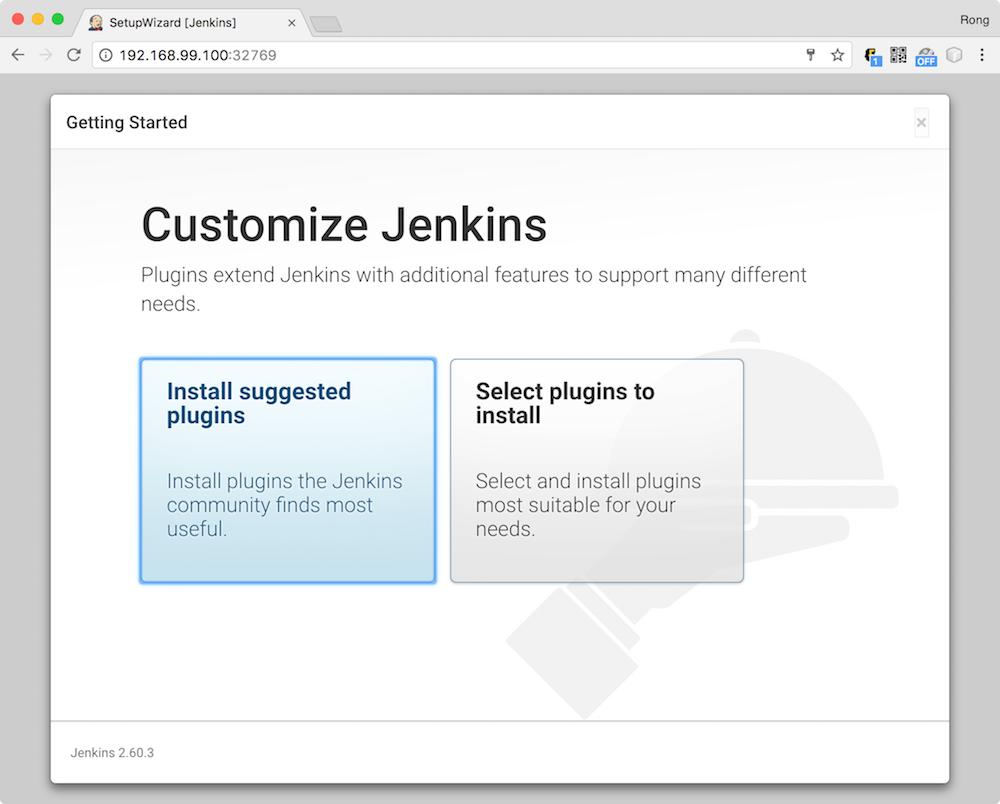 SetupWizard [Jenkins]
Rong
192.168.99.100:32769
1
OFF
Getting Started
Customize Jenkins
Plugins extend Jenkins with additional features to support many different
needs.
Install suggested
plugins
Install plugins the Jenkins
community finds most
useful.
Select plugins to
install
Select and install plugins
most suitable for your
needs.
Jenkins 2.60.3